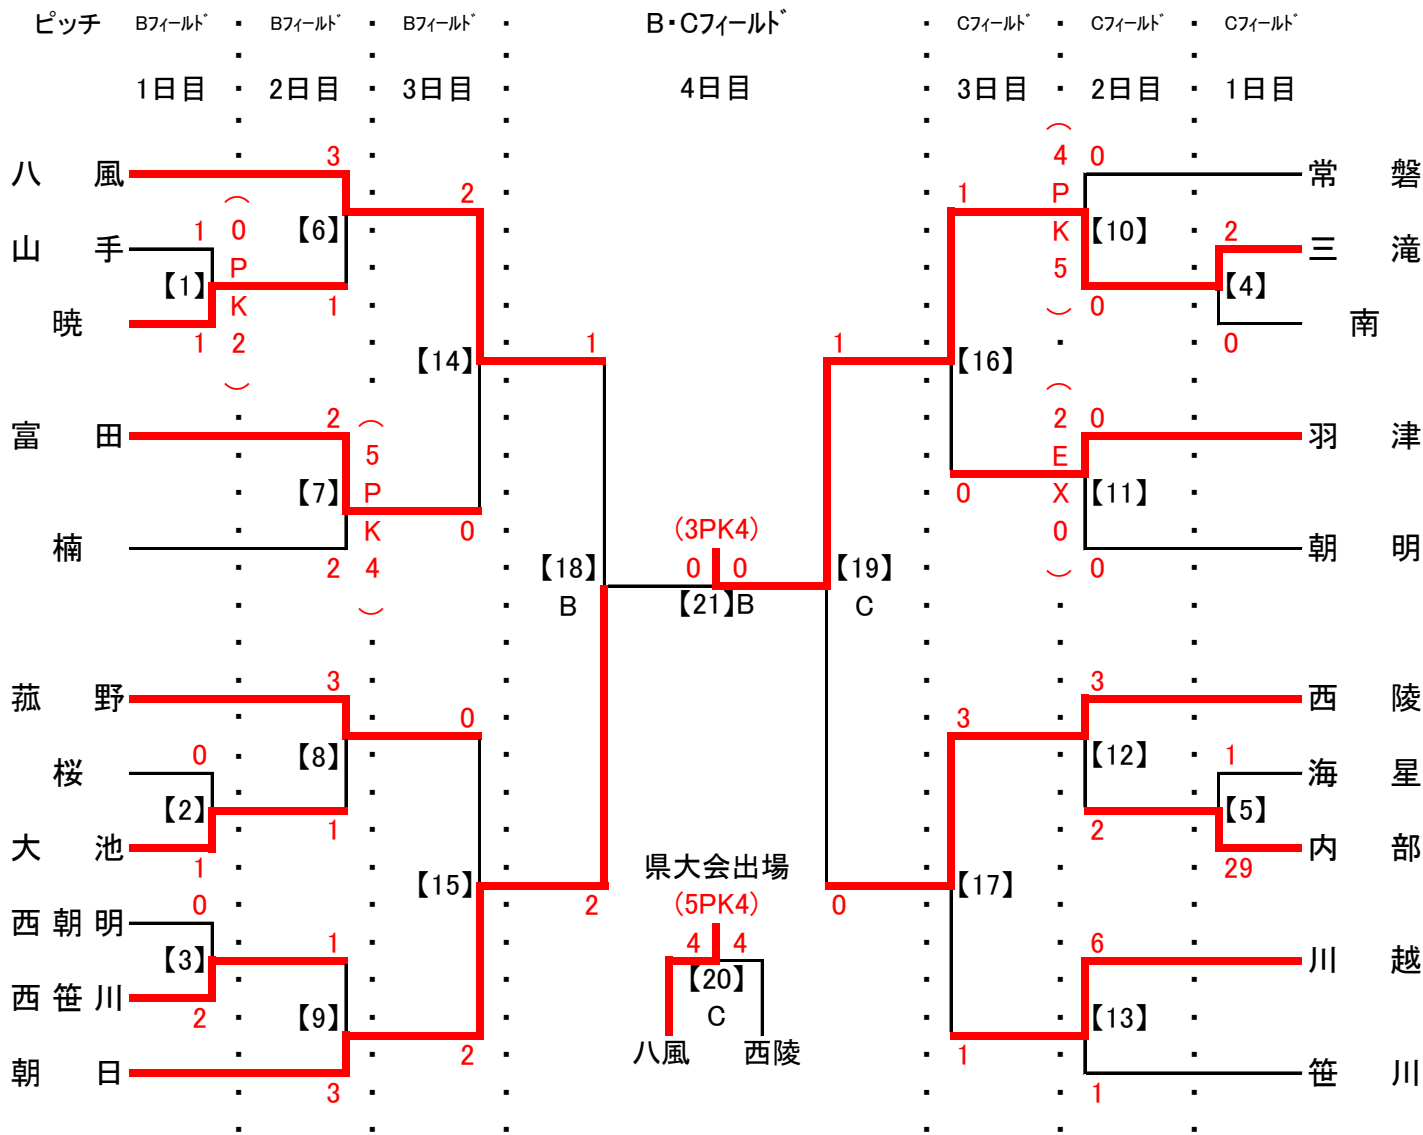 ピッチ Bフィールド Bフィールド Bフィールド B・Cフィールド Cフィールド Cフィールド Cフィールド
1日目 2日目 3日目 4日目 3日目 2日目 1日目
八風 3 2 1 (4PK5) 0 常磐
山手 1 (0PK2) 【6】 【10】 2 三滝
【1】 【4】
暁 1 1 0 0 南
【14】 1 1 【16】
富田 2 (5PK4) (2EX0) 0 羽津
【7】 0 0 【11】
楠 2 (3PK4) 0 朝明
【18】 0 0 【19】
B 【21】B C
菰野 3 0 3 3 西陵
桜 0 【8】 【12】 1 海星
【2】 【5】
大池 1 1 2 29 内部
【15】 県大会出場 【17】
西朝明 0 2 (5PK4) 0
【3】 1 4 4 6 川越
西笹川 2 【9】 【20】 【13】
C
朝日 3 2 八風 西陵 1 1 笹川